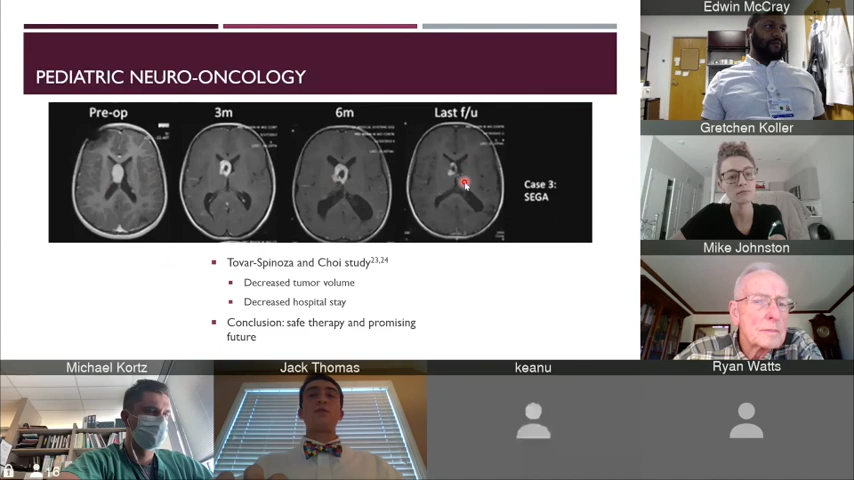 Edwin McCray
PEDIATRIC NEURO-ONCOLOGY
Pre-op
3m
6m
Last f/u
Case 3:
SEGA
Gretchen Koller
Mike Johnston
▪ Tovar-Spinoza and Choi study23,24
▪ Decreased tumor volume
▪ Decreased hospital stay
▪ Conclusion: safe therapy and promising
future
Michael Kortz
Jack Thomas
keanu
Ryan Watts
16